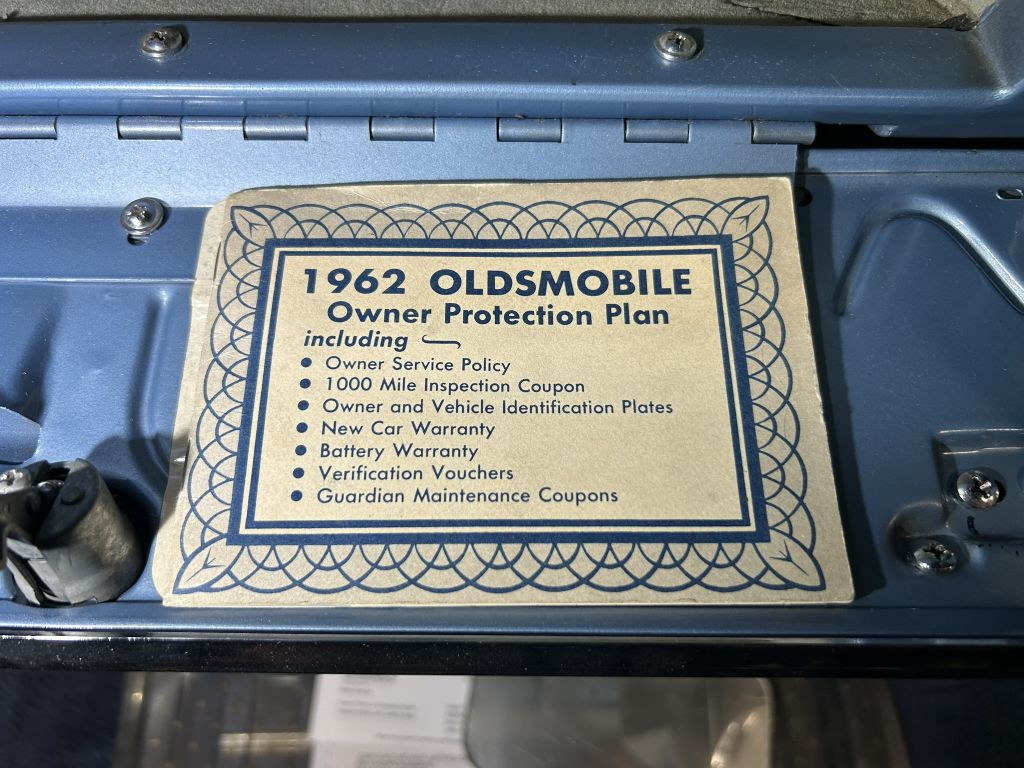 1962 OLDSMOBILE
Owner Protection Plan
including
• Owner Service Policy
• 1000 Mile Inspection Coupon
• Owner and Vehicle Identification Plates
• New Car Warranty
• Battery Warranty
• Verification Vouchers
• Guardian Maintenance Coupons